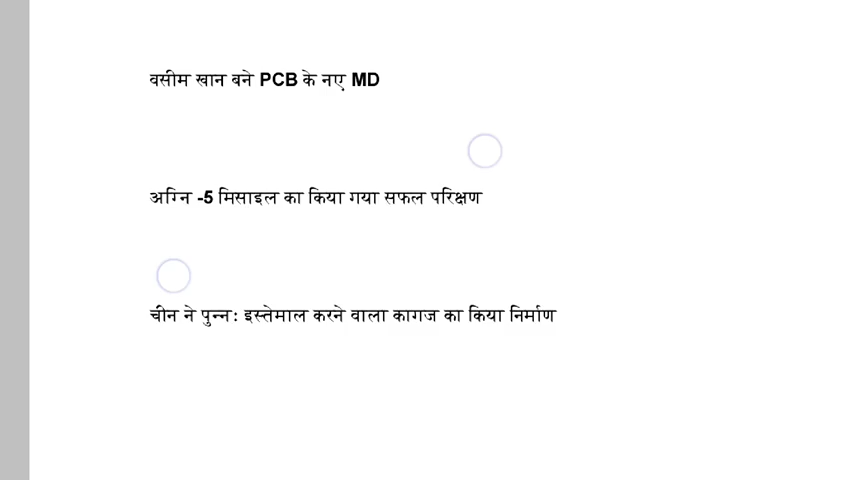 वसीम खान बने PCB के नए MD
अग्नि -5 मिसाइल का किया गया सफल परिक्षण
चीन ने पुन्न: इस्तेमाल करने वाला कागज का किया निर्माण